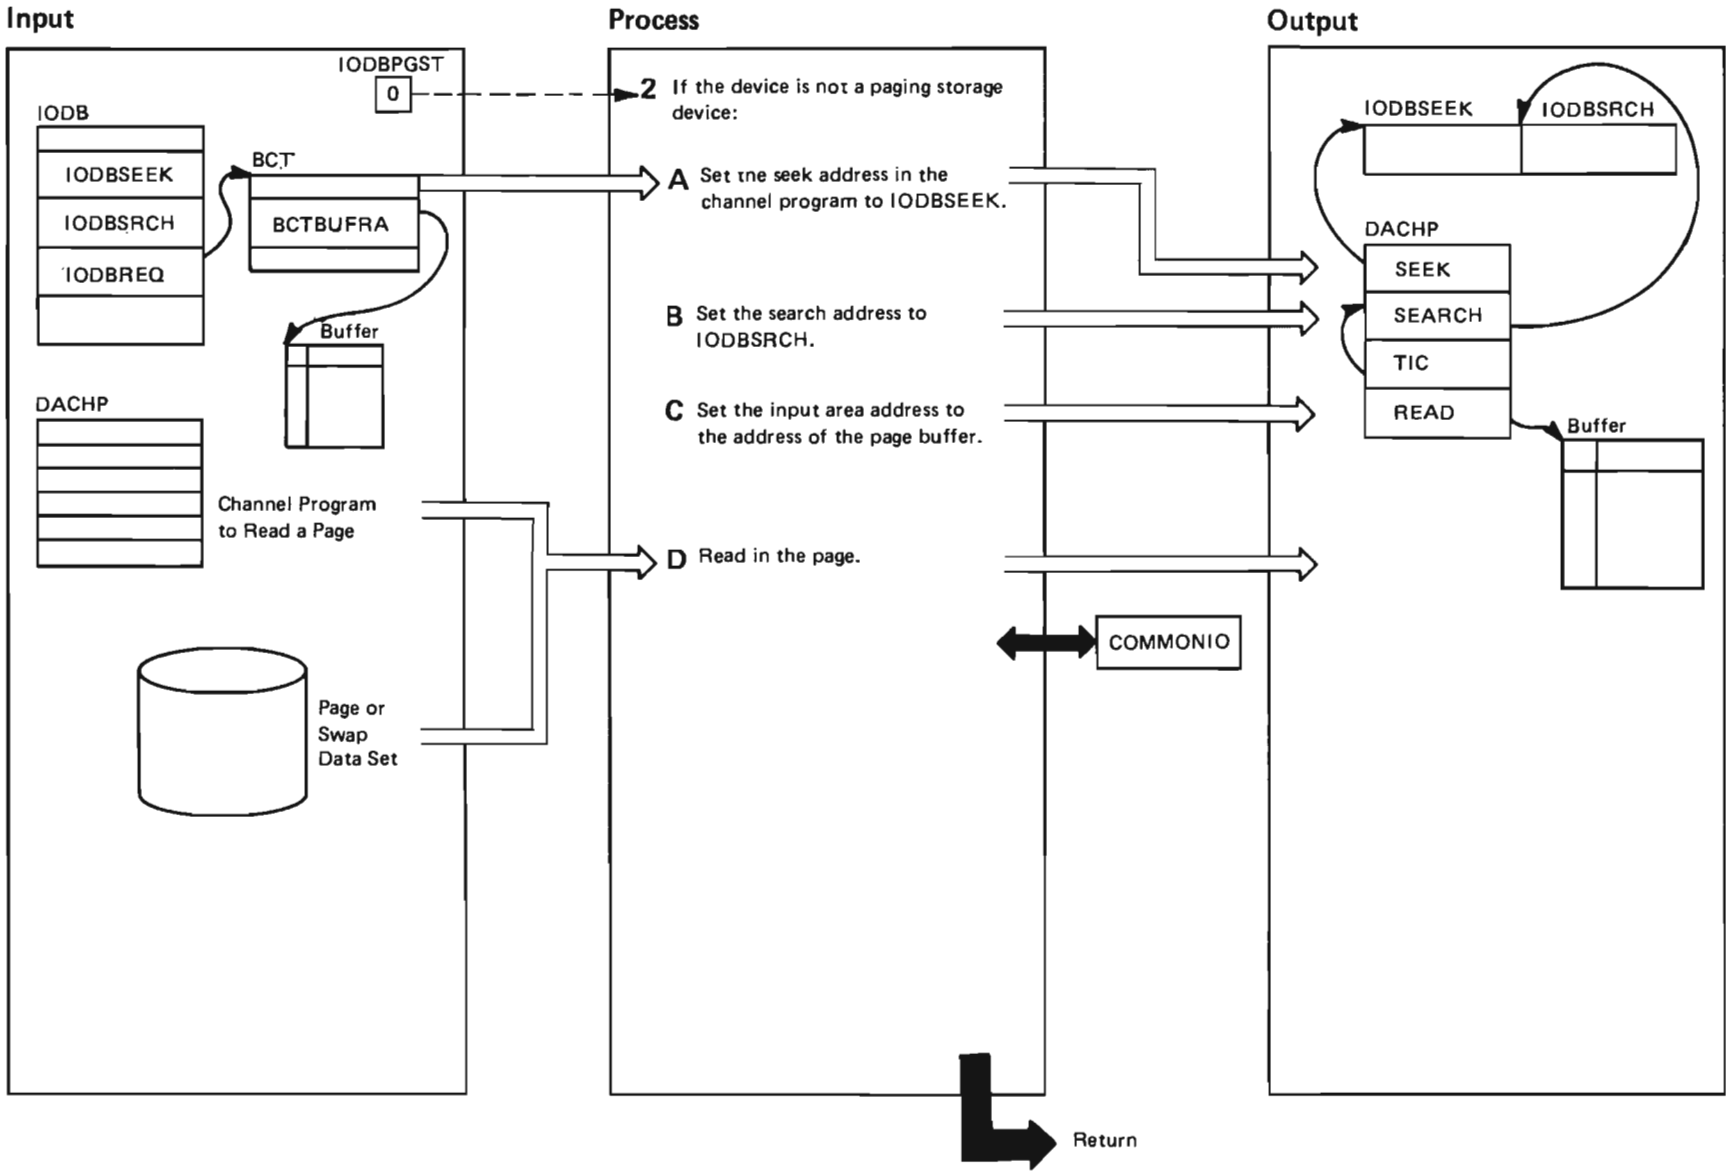 Input
IODBPGST
0
IODB
IODBSEEK
IODBSRCH
IODBREQ
BCT
BCTBUFRA
Buffer
DACHP
Channel Program
to Read a Page
Page or
Swap
Data Set
Process
2 If the device is not a paging storage
device:
A Set the seek address in the
channel program to IODBSEEK.
B Set the search address to
IODBSRCH.
C Set the input area address to
the address of the page buffer.
D Read in the page.
COMMONIO
Return
Output
IODBSEEK IODBSRCH
DACHP
SEEK
SEARCH
TIC
READ
Buffer